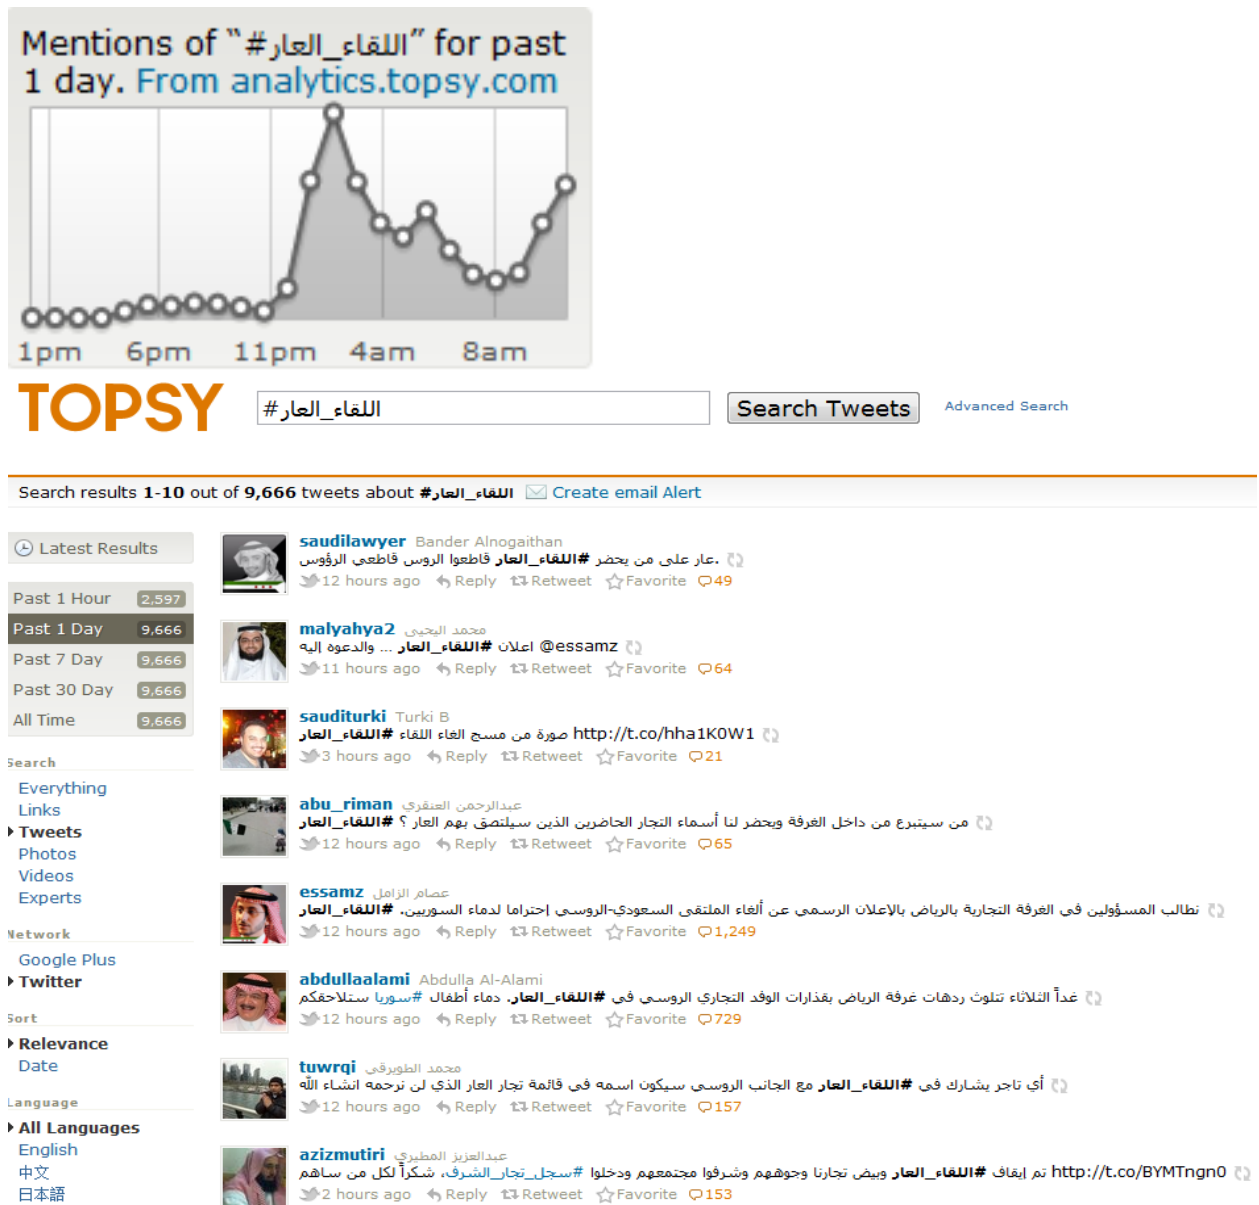 Mentions of “#اللقاء_العار” for past
1 day. From analytics.topsy.com
1pm 6pm 11pm 4am 8am
TOPSY
#اللقاء_العار
Search Tweets
Advanced Search
Search results 1-10 out of 9,666 tweets about #اللقاء_العار Create email Alert
Latest Results
Past 1 Hour 2,597
Past 1 Day 9,666
Past 7 Day 9,666
Past 30 Day 9,666
All Time 9,666
Search
Everything
Links
Tweets
Photos
Videos
Experts
Network
Google Plus
Twitter
Sort
Relevance
Date
Language
All Languages
English
中文
日本語
saudilawyer Bander Alnogaithan
عار على من يحضر #اللقاء_العار قاطعوا الروس قاطعي الرؤوس.
12 hours ago Reply Retweet Favorite 49
malyahya2 محمد اليحيى
@essamz اعلان #اللقاء_العار ... والدعوه إليه
11 hours ago Reply Retweet Favorite 64
sauditurki Turki B
صورة من مسج الغاء اللقاء #اللقاء_العار http://t.co/hha1K0W1
3 hours ago Reply Retweet Favorite 21
abu_riman عبدالرحمن العنقري
من سيتبرع من داخل الغرفة ويحضر لنا أسماء التجار الحاضرين الذين سيلتصق بهم العار ؟ #اللقاء_العار
12 hours ago Reply Retweet Favorite 65
essamz عصام الزامل
نطالب المسؤولين في الغرفة التجارية بالرياض بالإعلان الرسمي عن ألغاء الملتقى السعودي-الروسي إحتراما لدماء السوريين. #اللقاء_العار
12 hours ago Reply Retweet Favorite 1,249
abdullaalami Abdulla Al-Alami
غداً الثلاثاء تتلوث ردهات غرفة الرياض بقذارات الوفد التجاري الروسي في #اللقاء_العار. دماء أطفال #سوريا ستلاحقكم
12 hours ago Reply Retweet Favorite 729
tuwrqi محمد الطويرقي
أي تاجر يشارك في #اللقاء_العار مع الجانب الروسي سيكون اسمه في قائمة تجار العار الذي لن نرحمه انشاء الله
12 hours ago Reply Retweet Favorite 157
azizmutiri عبدالعزيز المطيري
تم إيقاف #اللقاء_العار وبيض تجارنا وجوههم وشرفوا مجتمعهم ودخلوا #سجل_تجار_الشرف، شكراً لكل من ساهم http://t.co/BYMTngn0
2 hours ago Reply Retweet Favorite 153